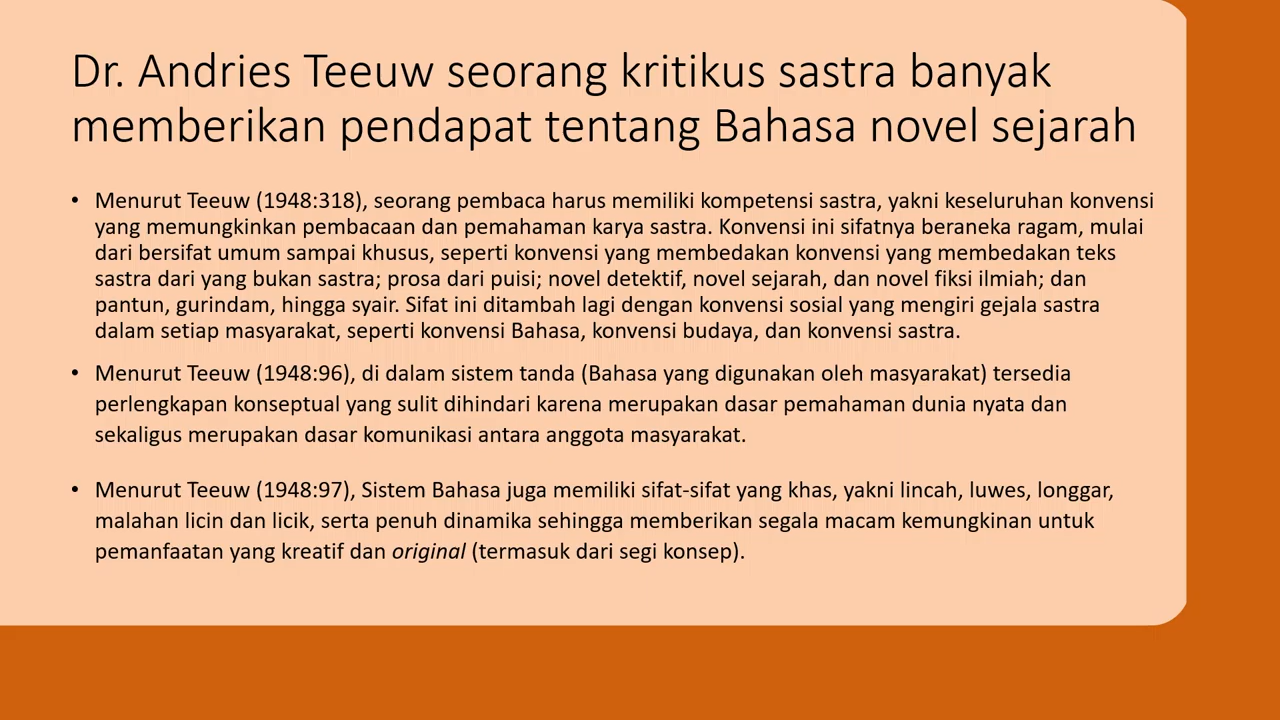 Dr. Andries Teeuw seorang kritikus sastra banyak
memberikan pendapat tentang Bahasa novel sejarah
• Menurut Teeuw (1948:318), seorang pembaca harus memiliki kompetensi sastra, yakni keseluruhan konvensi
yang memungkinkan pembacaan dan pemahaman karya sastra. Konvensi ini sifatnya beraneka ragam, mulai
dari bersifat umum sampai khusus, seperti konvensi yang membedakan konvensi yang membedakan teks
sastra dari yang bukan sastra; prosa dari puisi; novel detektif, novel sejarah, dan novel fiksi ilmiah; dan
pantun, gurindam, hingga syair. Sifat ini ditambah lagi dengan konvensi sosial yang mengiri gejala sastra
dalam setiap masyarakat, seperti konvensi Bahasa, konvensi budaya, dan konvensi sastra.
• Menurut Teeuw (1948:96), di dalam sistem tanda (Bahasa yang digunakan oleh masyarakat) tersedia
perlengkapan konseptual yang sulit dihindari karena merupakan dasar pemahaman dunia nyata dan
sekaligus merupakan dasar komunikasi antara anggota masyarakat.
• Menurut Teeuw (1948:97), Sistem Bahasa juga memiliki sifat-sifat yang khas, yakni lincah, luwes, longgar,
malahan licin dan licik, serta penuh dinamika sehingga memberikan segala macam kemungkinan untuk
pemanfaatan yang kreatif dan original (termasuk dari segi konsep).